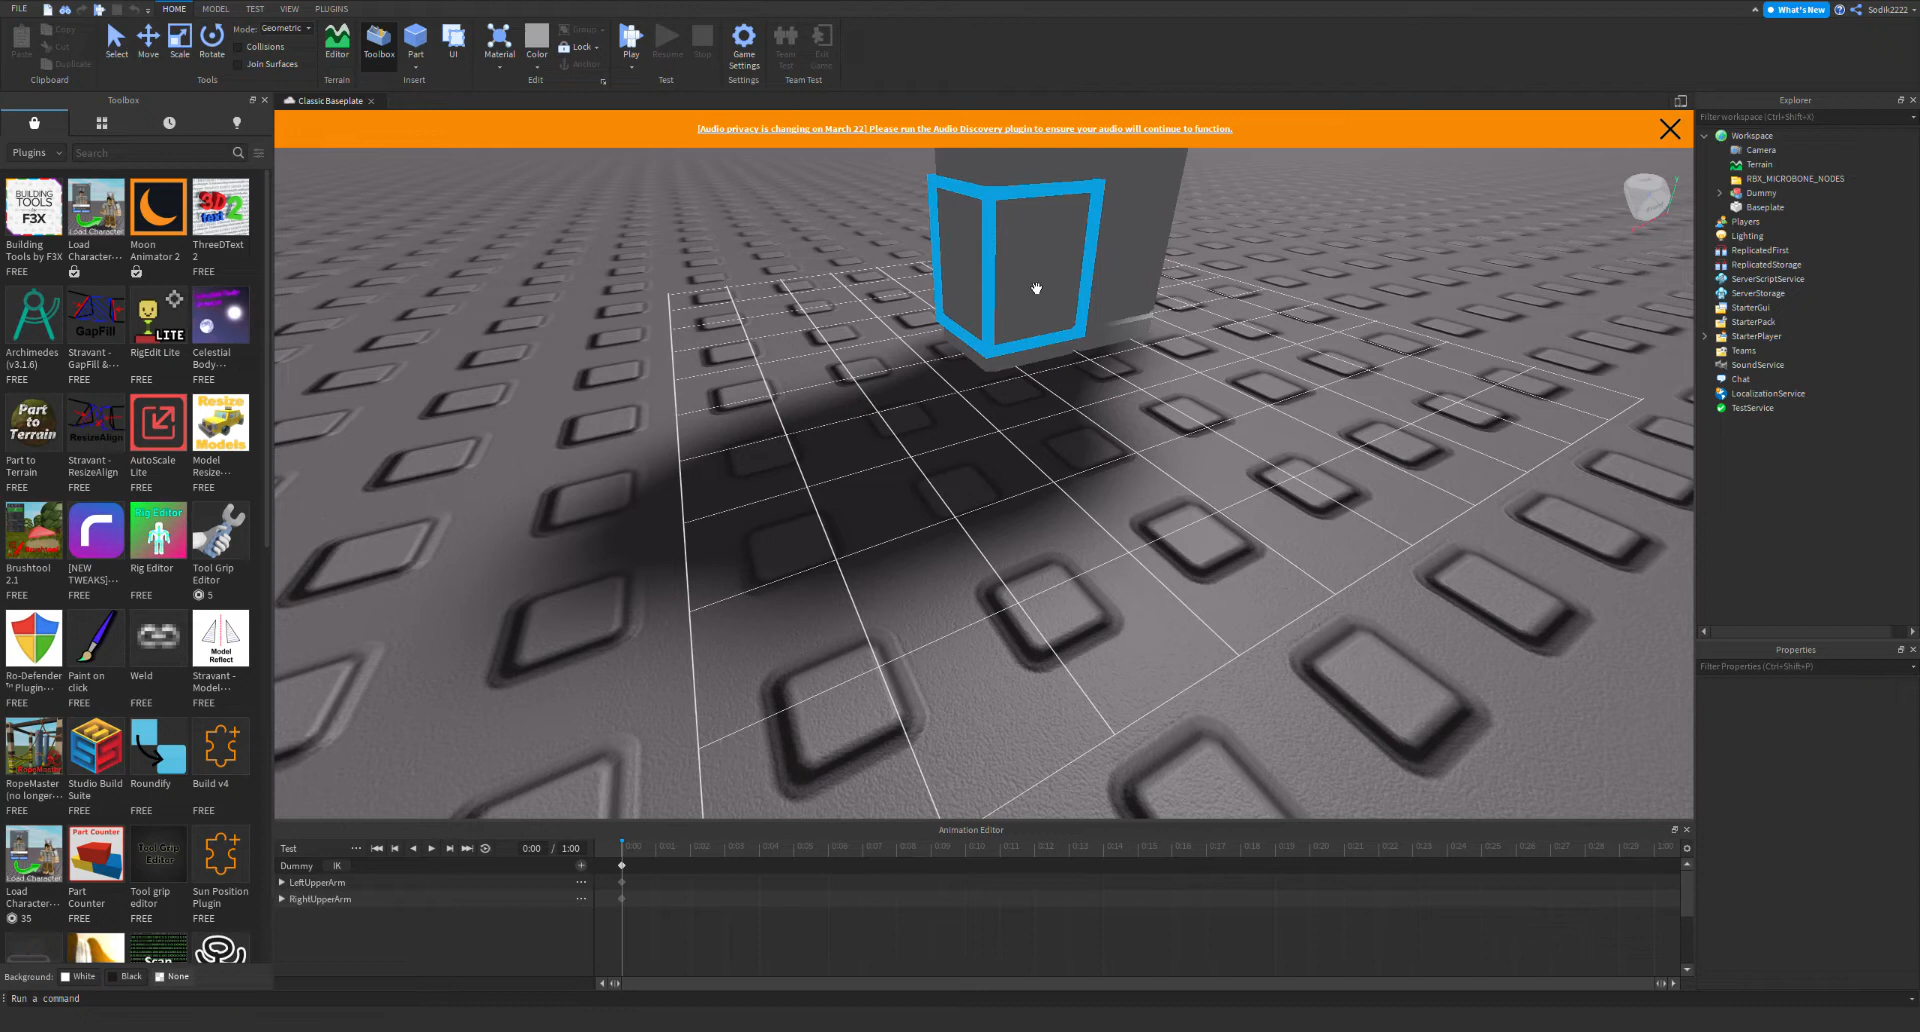 FILE
HOME
MODEL
TEST
VIEW
PLUGINS
What's New
Sodik2222
Paste
Copy
Cut
Duplicate
Clipboard
Select
Move
Scale
Rotate
Mode: Geometric
Collisions
Join Surfaces
Tools
Editor
Terrain
Toolbox
Part
UI
Insert
Material
Color
Group
Lock
Anchor
Edit
Play
Resume
Stop
Test
Game Settings
Settings
Team Test
Exit Game
Team Test
Toolbox
Classic Baseplate
[Audio privacy is changing on March 22] Please run the Audio Discovery plugin to ensure your audio will continue to function.
Plugins
Search
BUILDING TOOLS by F3X
3D text 2
Building Tools by F3X
FREE
Load Character···
Moon Animator 2
ThreeDText 2
FREE
GapFill
LITE
Archimedes (v3.1.6)
FREE
Stravant - GapFill &···
FREE
RigEdit Lite
FREE
Celestial Body···
FREE
Part to Terrain
ResizeAlign
Resize Models
Part to Terrain
FREE
Stravant - ResizeAlign
FREE
AutoScale Lite
FREE
Model Resize···
FREE
Rig Editor
Brushtool 2.1
FREE
[NEW TWEAKS]···
FREE
Rig Editor
FREE
Tool Grip Editor
5
Model Reflect
Ro-Defender ™ Plugin···
FREE
Paint on click
FREE
Weld
FREE
Stravant - Model···
FREE
RopeMaster
RopeMaster (no longer···
FREE
Studio Build Suite
FREE
Roundify
FREE
Build v4
FREE
Load Character
Part Counter
Tool Grip Editor
Load Character···
35
Part Counter
FREE
Tool grip editor
FREE
Sun Position Plugin
FREE
Scan
Background:
White
Black
None
Run a command
Animation Editor
Test
0:00 / 1:00
0:00 0:01 0:02 0:03 0:04 0:05 0:06 0:07 0:08 0:09 0:10 0:11 0:12 0:13 0:14 0:15 0:16 0:17 0:18 0:19 0:20 0:21 0:22 0:23 0:24 0:25 0:26 0:27 0:28 0:29 1:00
Dummy
IK
LeftUpperArm
RightUpperArm
Explorer
Filter workspace (Ctrl+Shift+X)
Workspace
Camera
Terrain
RBX_MICROBONE_NODES
Dummy
Baseplate
Players
Lighting
ReplicatedFirst
ReplicatedStorage
ServerScriptService
ServerStorage
StarterGui
StarterPack
StarterPlayer
Teams
SoundService
Chat
LocalizationService
TestService
Properties
Filter Properties (Ctrl+Shift+P)